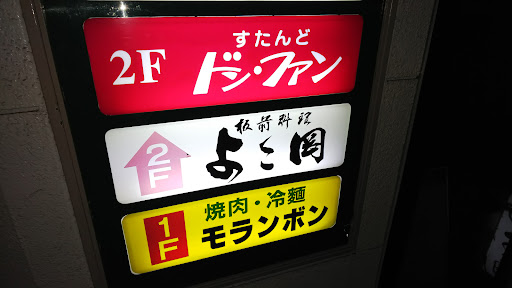 すたんど
2F ドン・ファン
板前料理
2F よこ岡
焼肉・冷麺
1F モランボン